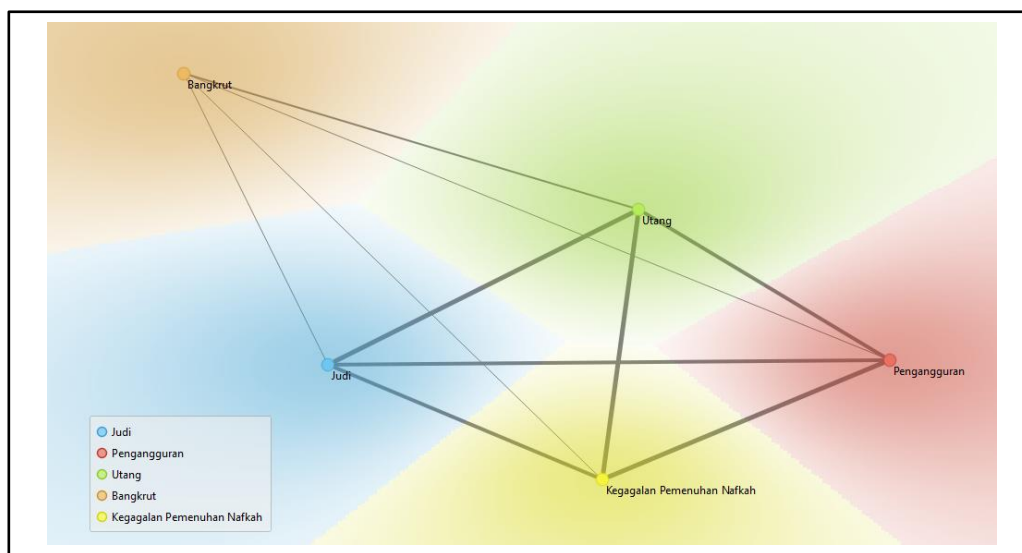 Bangkrut
Utang
Pengangguran
Judi
Kegagalan Pemenuhan Nafkah
Judi
Pengangguran
Utang
Bangkrut
Kegagalan Pemenuhan Nafkah